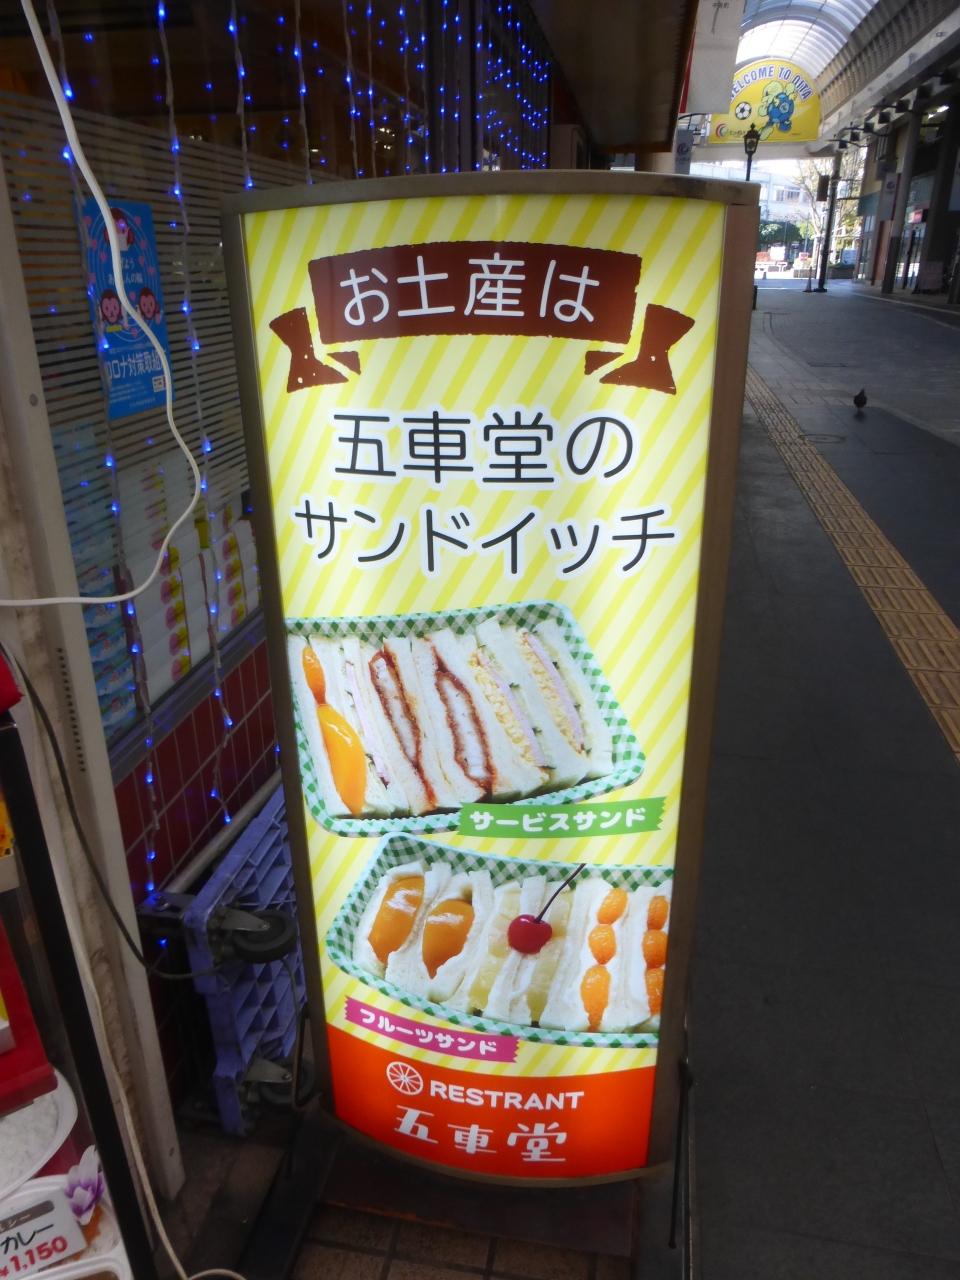 WELCOME TO OITA
お土産は
五車堂の
サンドイッチ
サービスサンド
フルーツサンド
RESTRANT
五車堂
コロナ対策取組
カレー
¥1,150